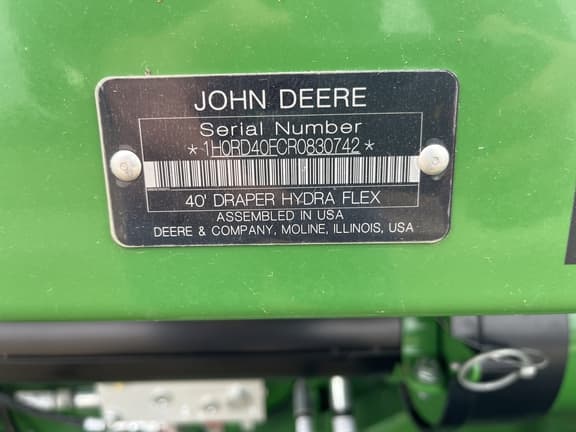 JOHN DEERE
Serial Number
*1H0RD40FCR0830742*
40' DRAPER HYDRA FLEX
ASSEMBLED IN USA
DEERE & COMPANY, MOLINE, ILLINOIS, USA